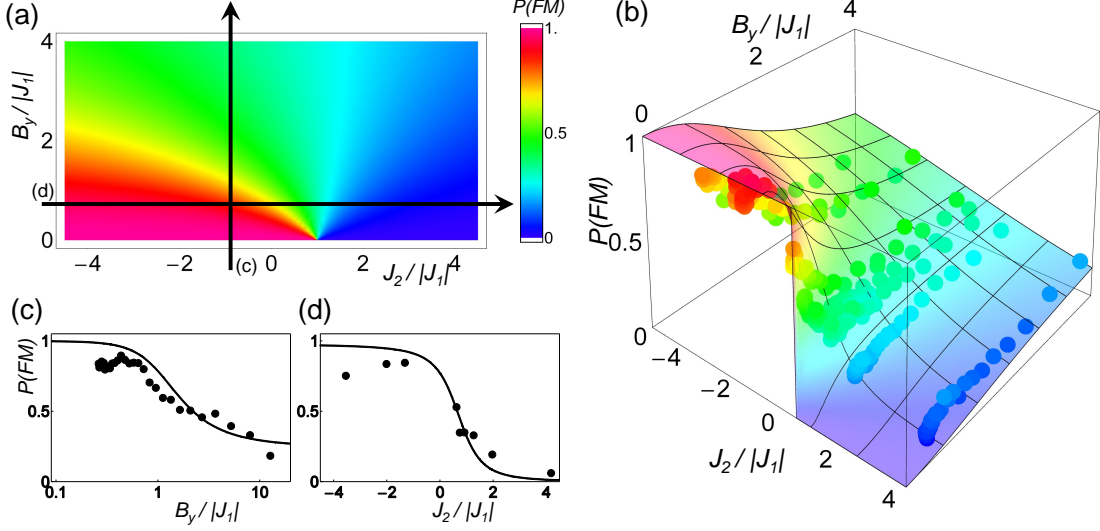 (a)
P(FM)
1.
0.5
0
B_y / |J_1|
4
2
0
(d)
−4
−2
0
(c)
2
4
J_2 / |J_1|
(b)
B_y / |J_1|
4
2
0
1
P(FM)
0.5
0
−4
−2
0
2
4
J_2 / |J_1|
(c)
P(FM)
1
0.5
0
0.1
1
10
B_y / |J_1|
(d)
1
0.5
0
−4
−2
0
2
4
J_2 / |J_1|